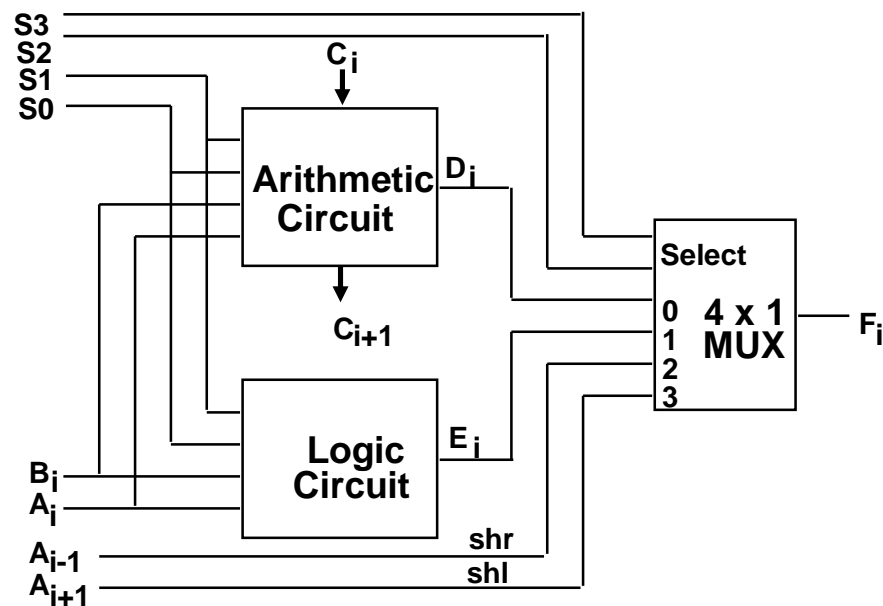 S3
S2
S1
S0
Ci
Arithmetic
Circuit
Di
Ci+1
Select
0
1
2
3
4 x 1
MUX
Fi
Logic
Circuit
Ei
Bi
Ai
Ai-1
shr
Ai+1
shl